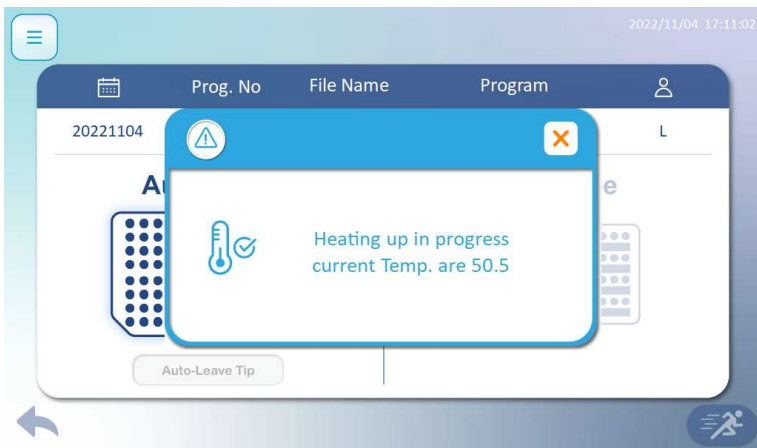 2022/11/04 17:11:02
Prog. No File Name Program
20221104 L
Heating up in progress
current Temp. are 50.5
Auto-Leave Tip